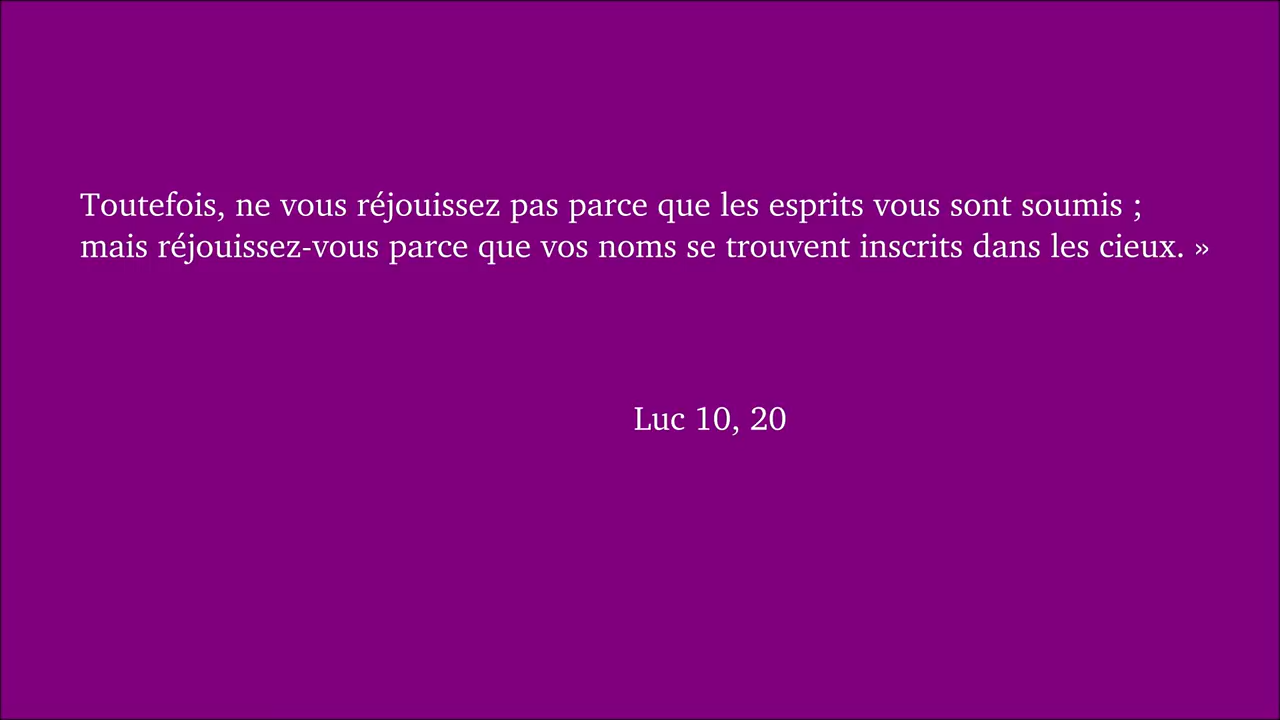 Toutefois, ne vous réjouissez pas parce que les esprits vous sont soumis ;
mais réjouissez-vous parce que vos noms se trouvent inscrits dans les cieux. »
Luc 10, 20